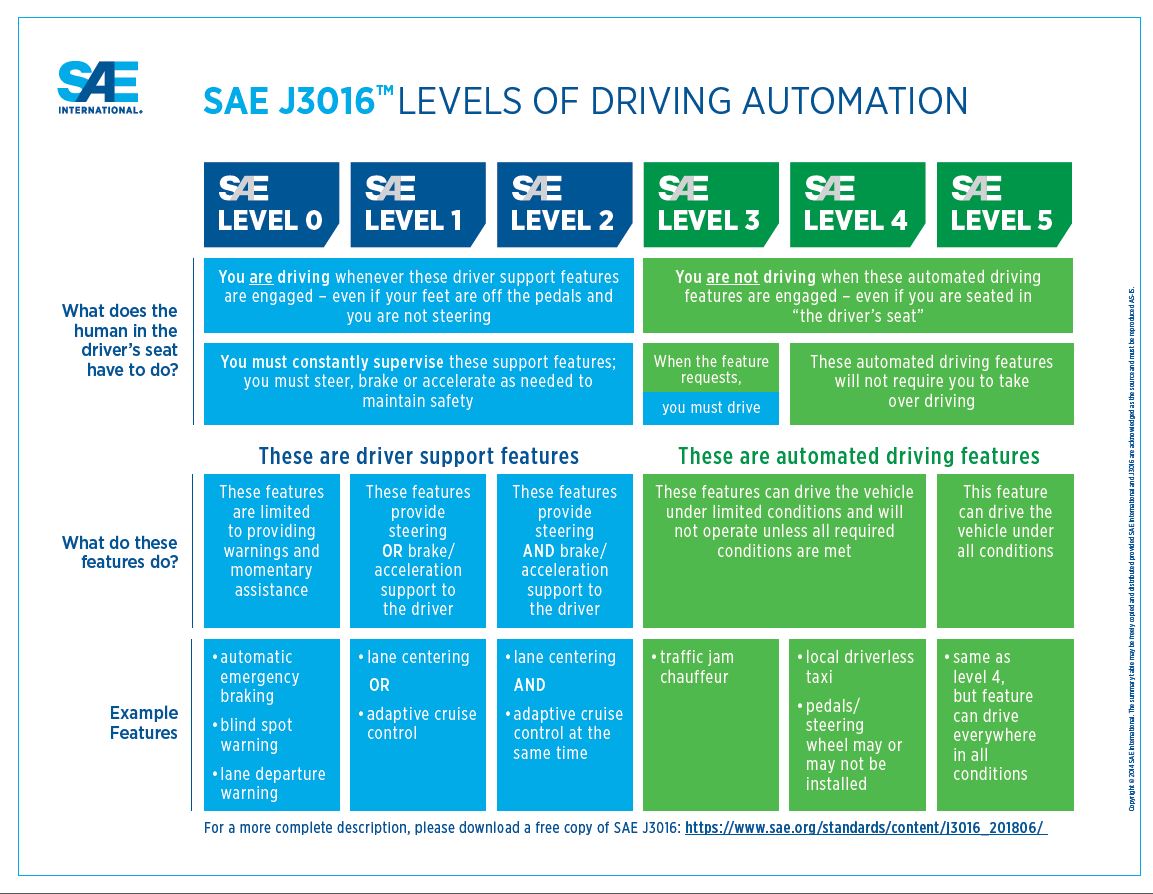 SAE
INTERNATIONAL®
SAE J3016™ LEVELS OF DRIVING AUTOMATION
SAE
LEVEL 0
SAE
LEVEL 1
SAE
LEVEL 2
SAE
LEVEL 3
SAE
LEVEL 4
SAE
LEVEL 5
What does the
human in the
driver's seat
have to do?
You are driving whenever these driver support features
are engaged – even if your feet are off the pedals and
you are not steering
You are not driving when these automated driving
features are engaged – even if you are seated in
“the driver's seat”
You must constantly supervise these support features;
you must steer, brake or accelerate as needed to
maintain safety
When the feature
requests,
you must drive
These automated driving features
will not require you to take
over driving
These are driver support features
These are automated driving features
What do these
features do?
These features
are limited
to providing
warnings and
momentary
assistance
These features
provide
steering
OR brake/
acceleration
support to
the driver
These features
provide
steering
AND brake/
acceleration
support to
the driver
These features can drive the vehicle
under limited conditions and will
not operate unless all required
conditions are met
This feature
can drive the
vehicle under
all conditions
Example
Features
• automatic
emergency
braking
• blind spot
warning
• lane departure
warning
• lane centering
OR
• adaptive cruise
control
• lane centering
AND
• adaptive cruise
control at the
same time
• traffic jam
chauffeur
• local driverless
taxi
• pedals/
steering
wheel may or
may not be
installed
• same as
level 4,
but feature
can drive
everywhere
in all
conditions
For a more complete description, please download a free copy of SAE J3016: https://www.sae.org/standards/content/j3016_201806/
Copyright © 2014 SAE International. The summary table may be freely copied and distributed provided SAE International and J3016 are acknowledged as the source and must be reproduced AS-IS.